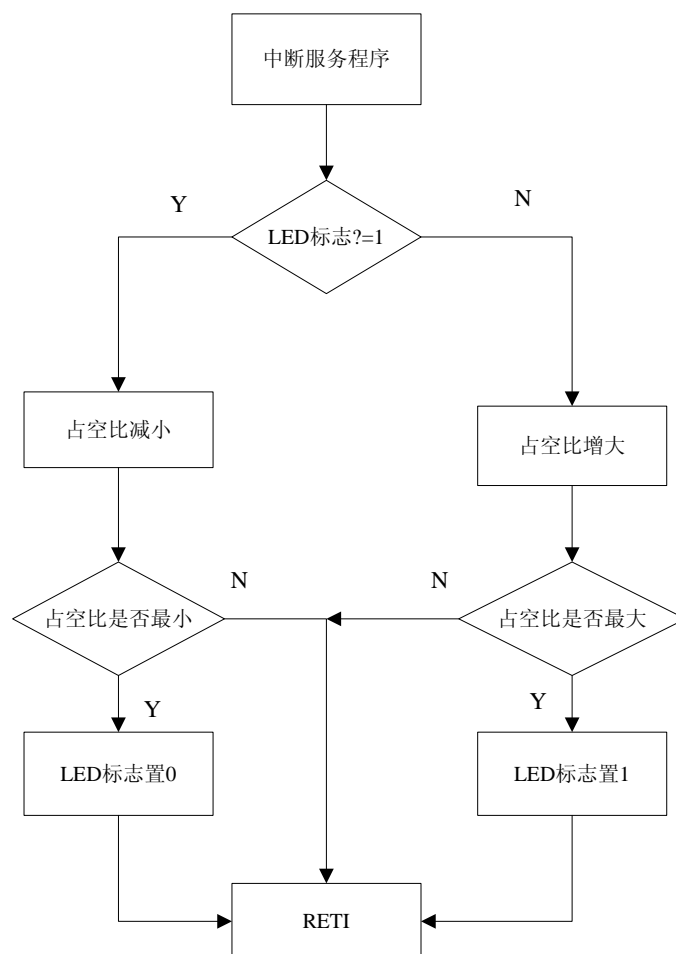 中断服务程序
Y
N
LED标志?=1
占空比减小
占空比增大
N
N
占空比是否最小
占空比是否最大
Y
Y
LED标志置0
LED标志置1
RETI